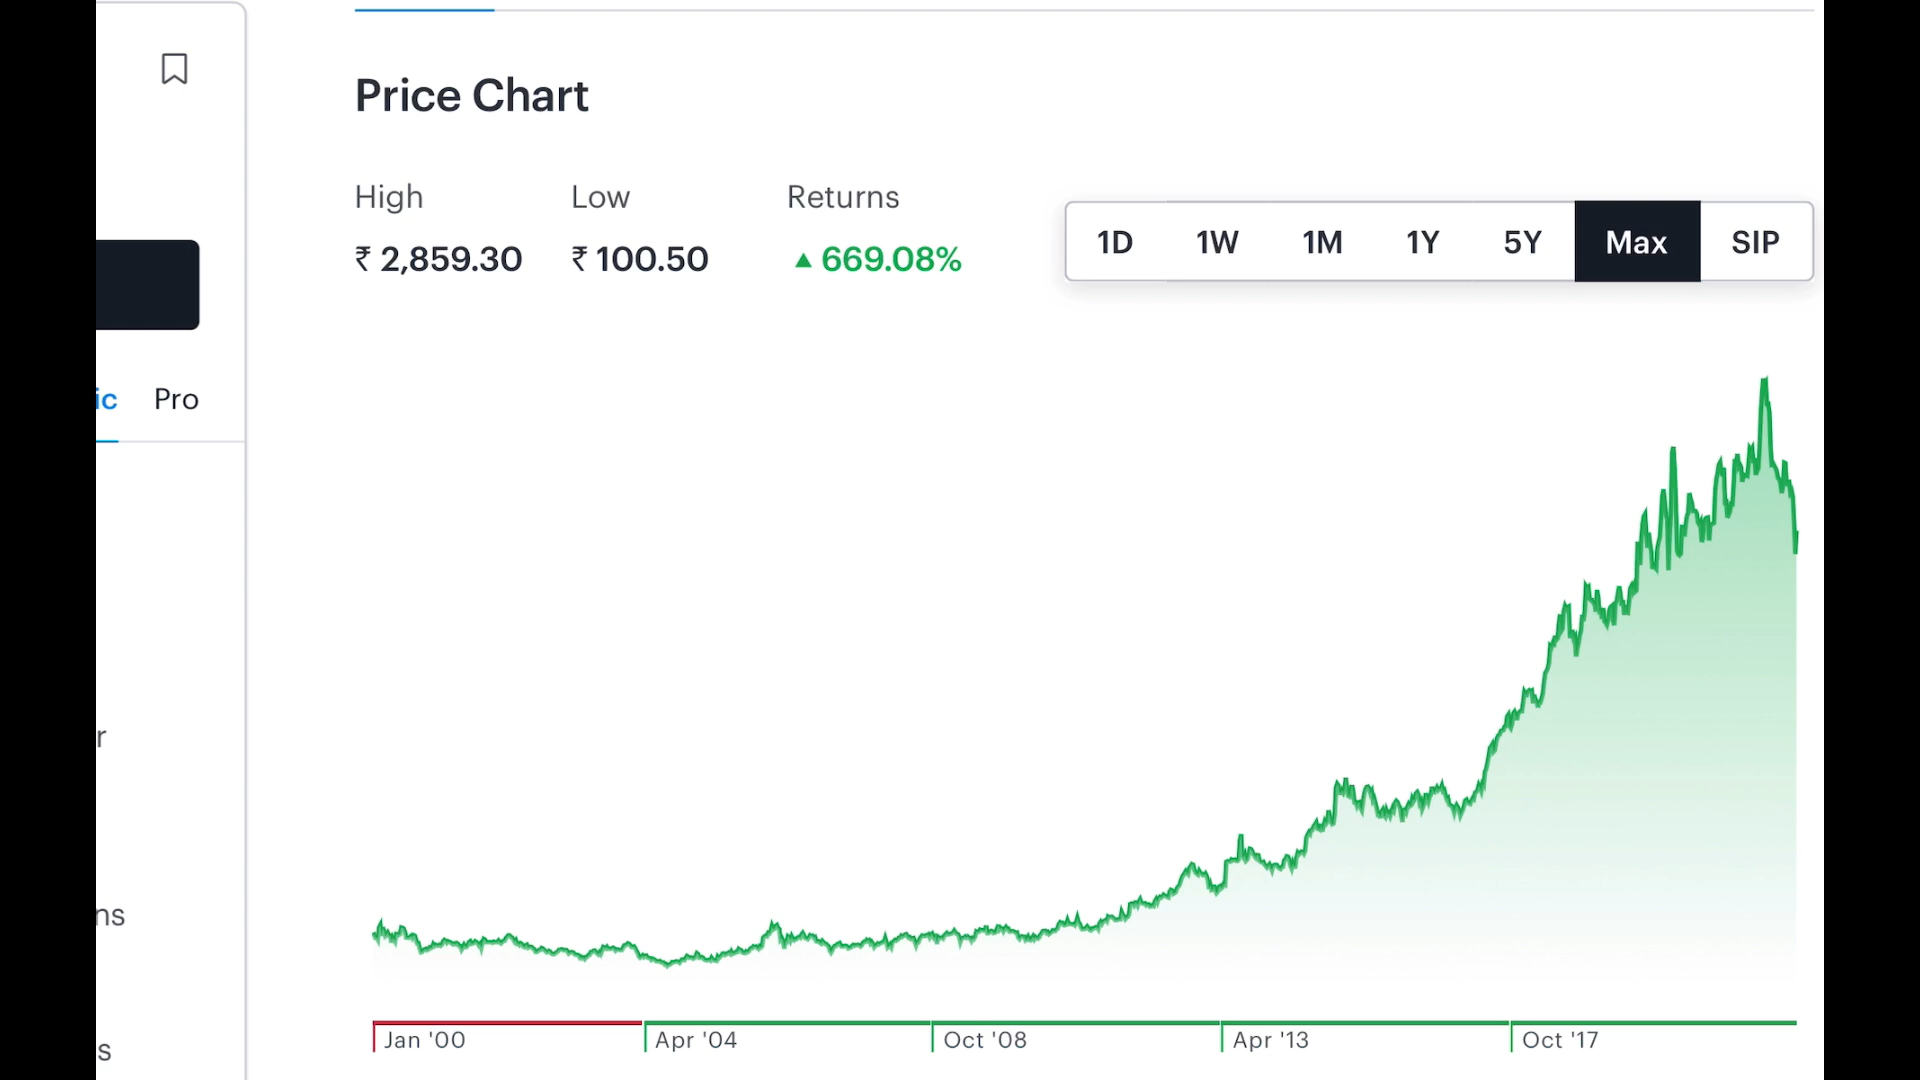 Price Chart
High Low Returns
₹ 2,859.30 ₹ 100.50 ▲ 669.08%
1D 1W 1M 1Y 5Y Max SIP
ic Pro
r
ns
s
Jan '00 Apr '04 Oct '08 Apr '13 Oct '17